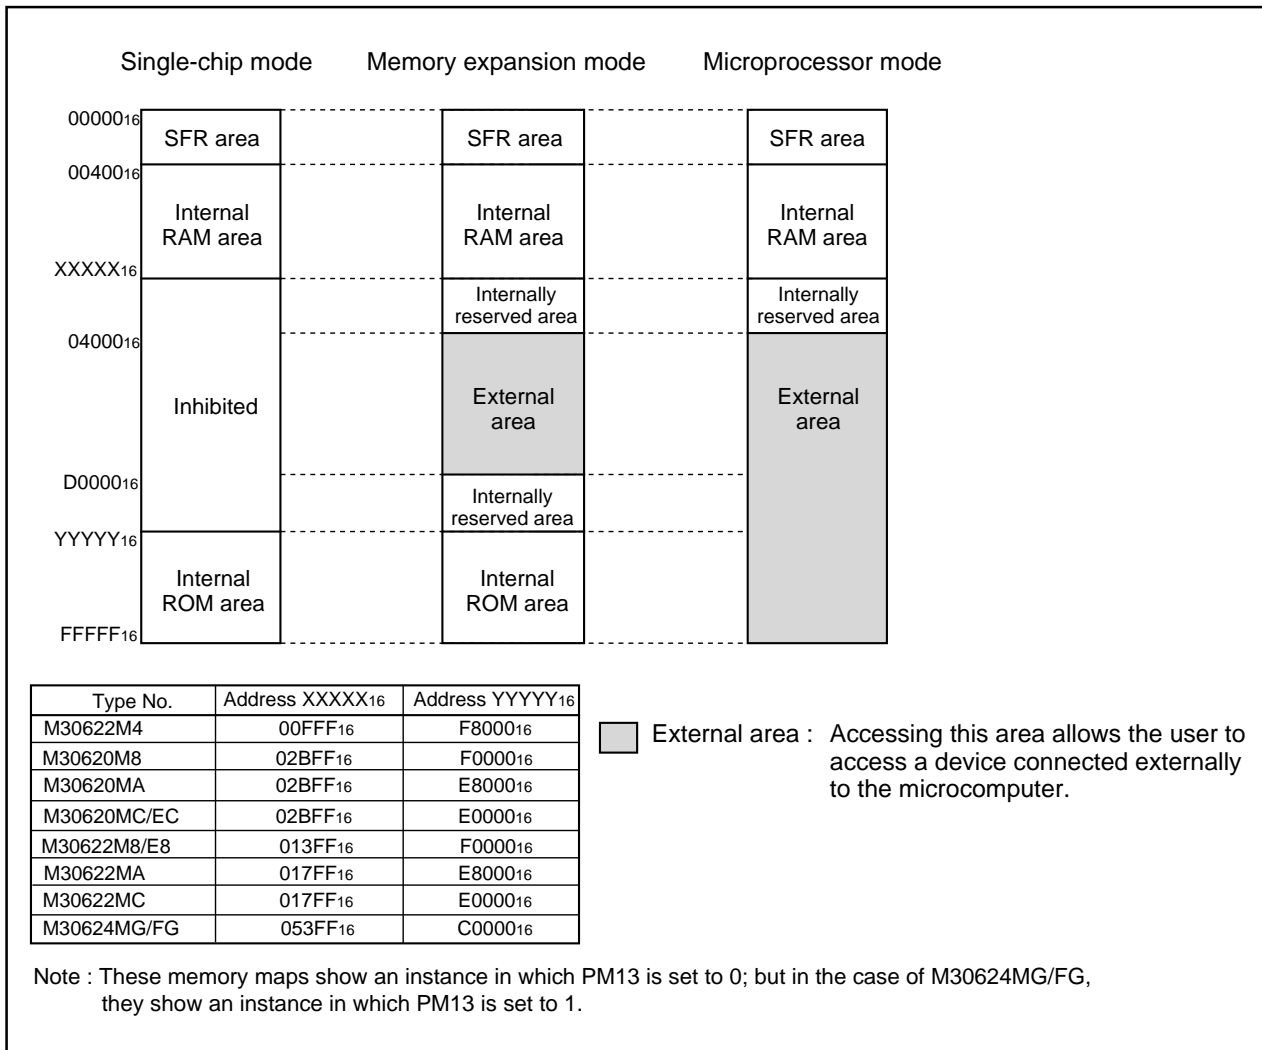 Single-chip mode
Memory expansion mode
Microprocessor mode
0000016
SFR area
SFR area
SFR area
0040016
Internal
RAM area
Internal
RAM area
Internal
RAM area
XXXXX16
Internally
reserved area
Internally
reserved area
0400016
Inhibited
External
area
External
area
D000016
Internally
reserved area
YYYYY16
Internal
ROM area
Internal
ROM area
FFFFF16
Type No. Address XXXXX16 Address YYYYY16
M30622M4 00FFF16 F800016
M30620M8 02BFF16 F000016
M30620MA 02BFF16 E800016
M30620MC/EC 02BFF16 E000016
M30622M8/E8 013FF16 F000016
M30622MA 017FF16 E800016
M30622MC 017FF16 E000016
M30624MG/FG 053FF16 C000016
External area : Accessing this area allows the user to
access a device connected externally
to the microcomputer.
Note : These memory maps show an instance in which PM13 is set to 0; but in the case of M30624MG/FG,
they show an instance in which PM13 is set to 1.